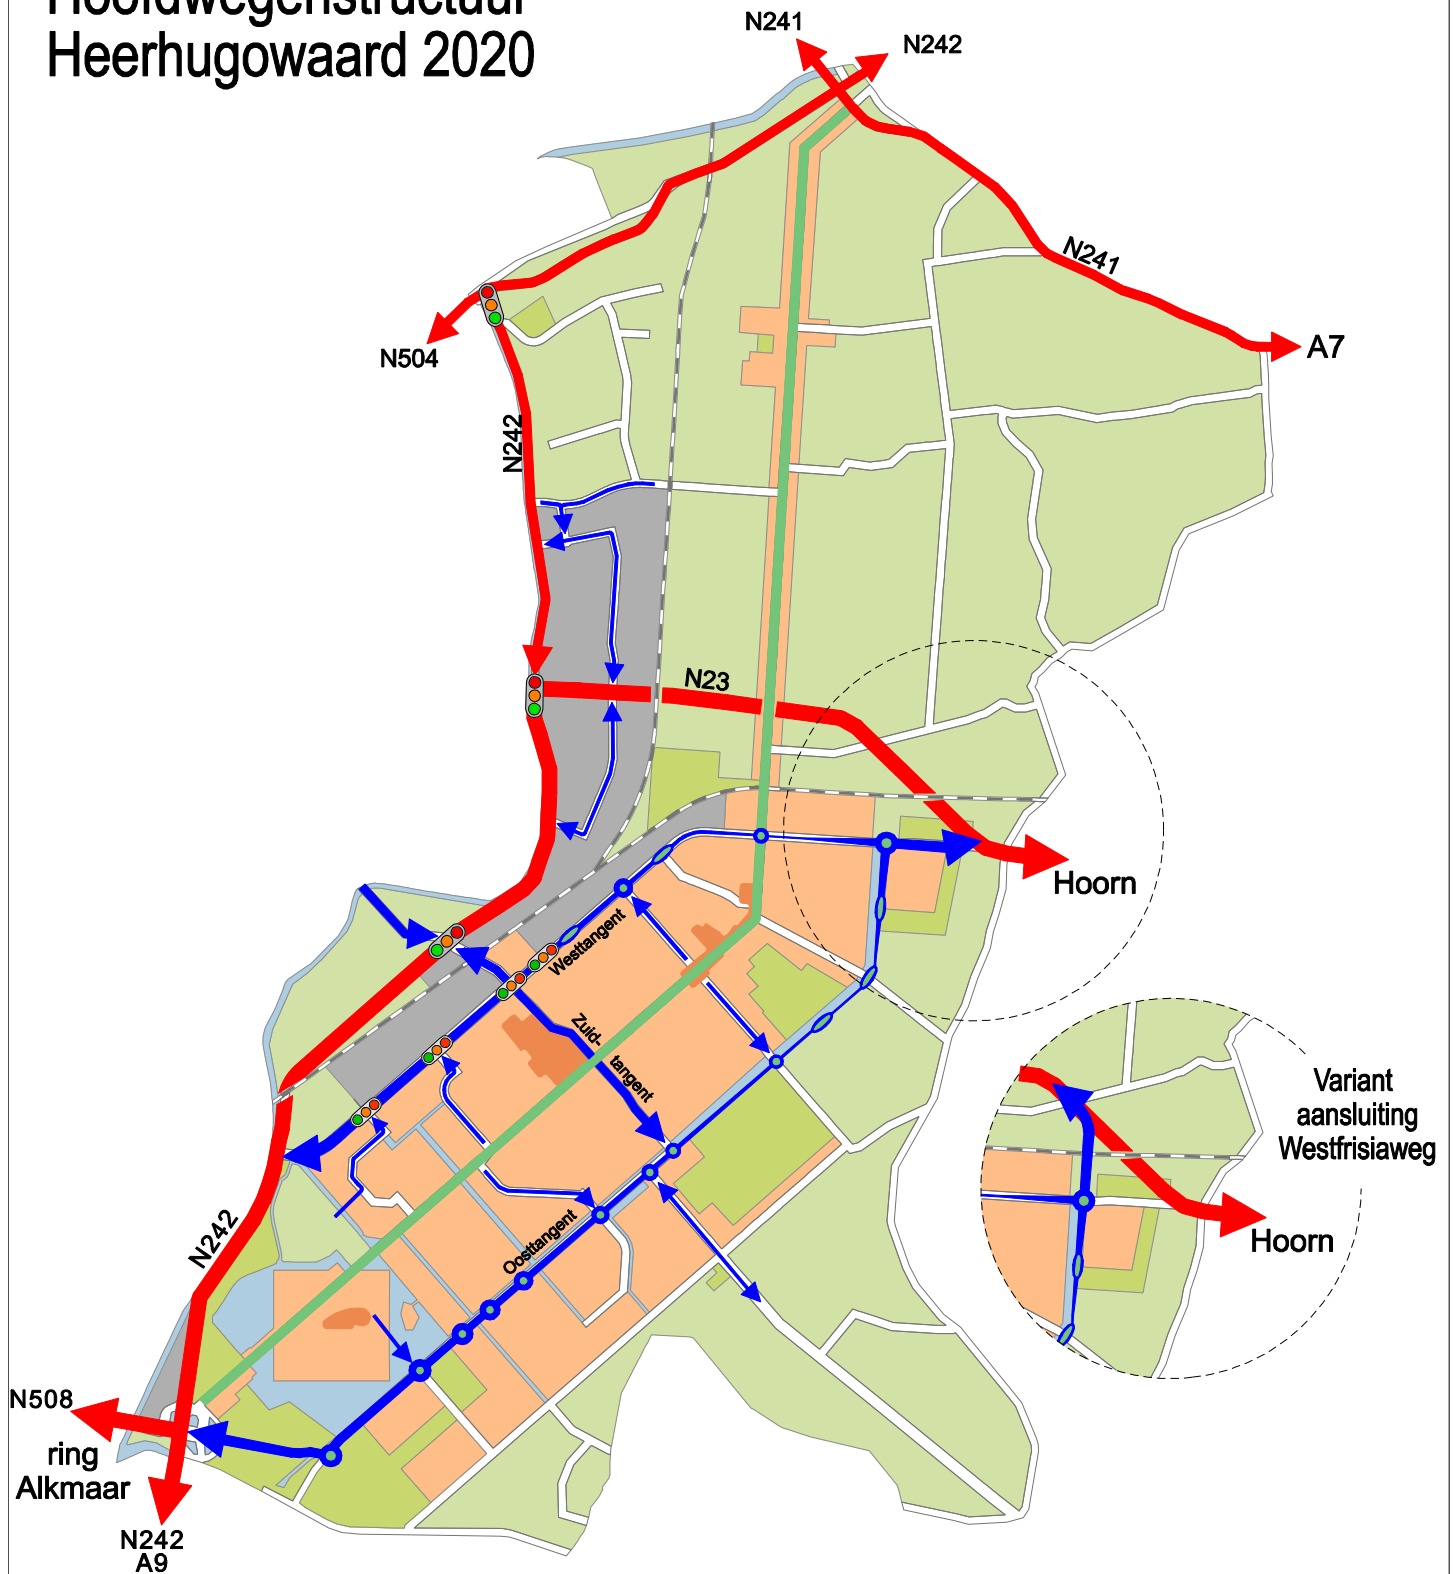 Hoofdwegenstructuur
Heerhugowaard 2020
N241
N242
N241
A7
N504
N242
N23
Hoorn
Westtangent
Zuid-
tangent
Oosttangent
Variant
aansluiting
Westfrisiaweg
Hoorn
N242
N508
ring
Alkmaar
N242
A9